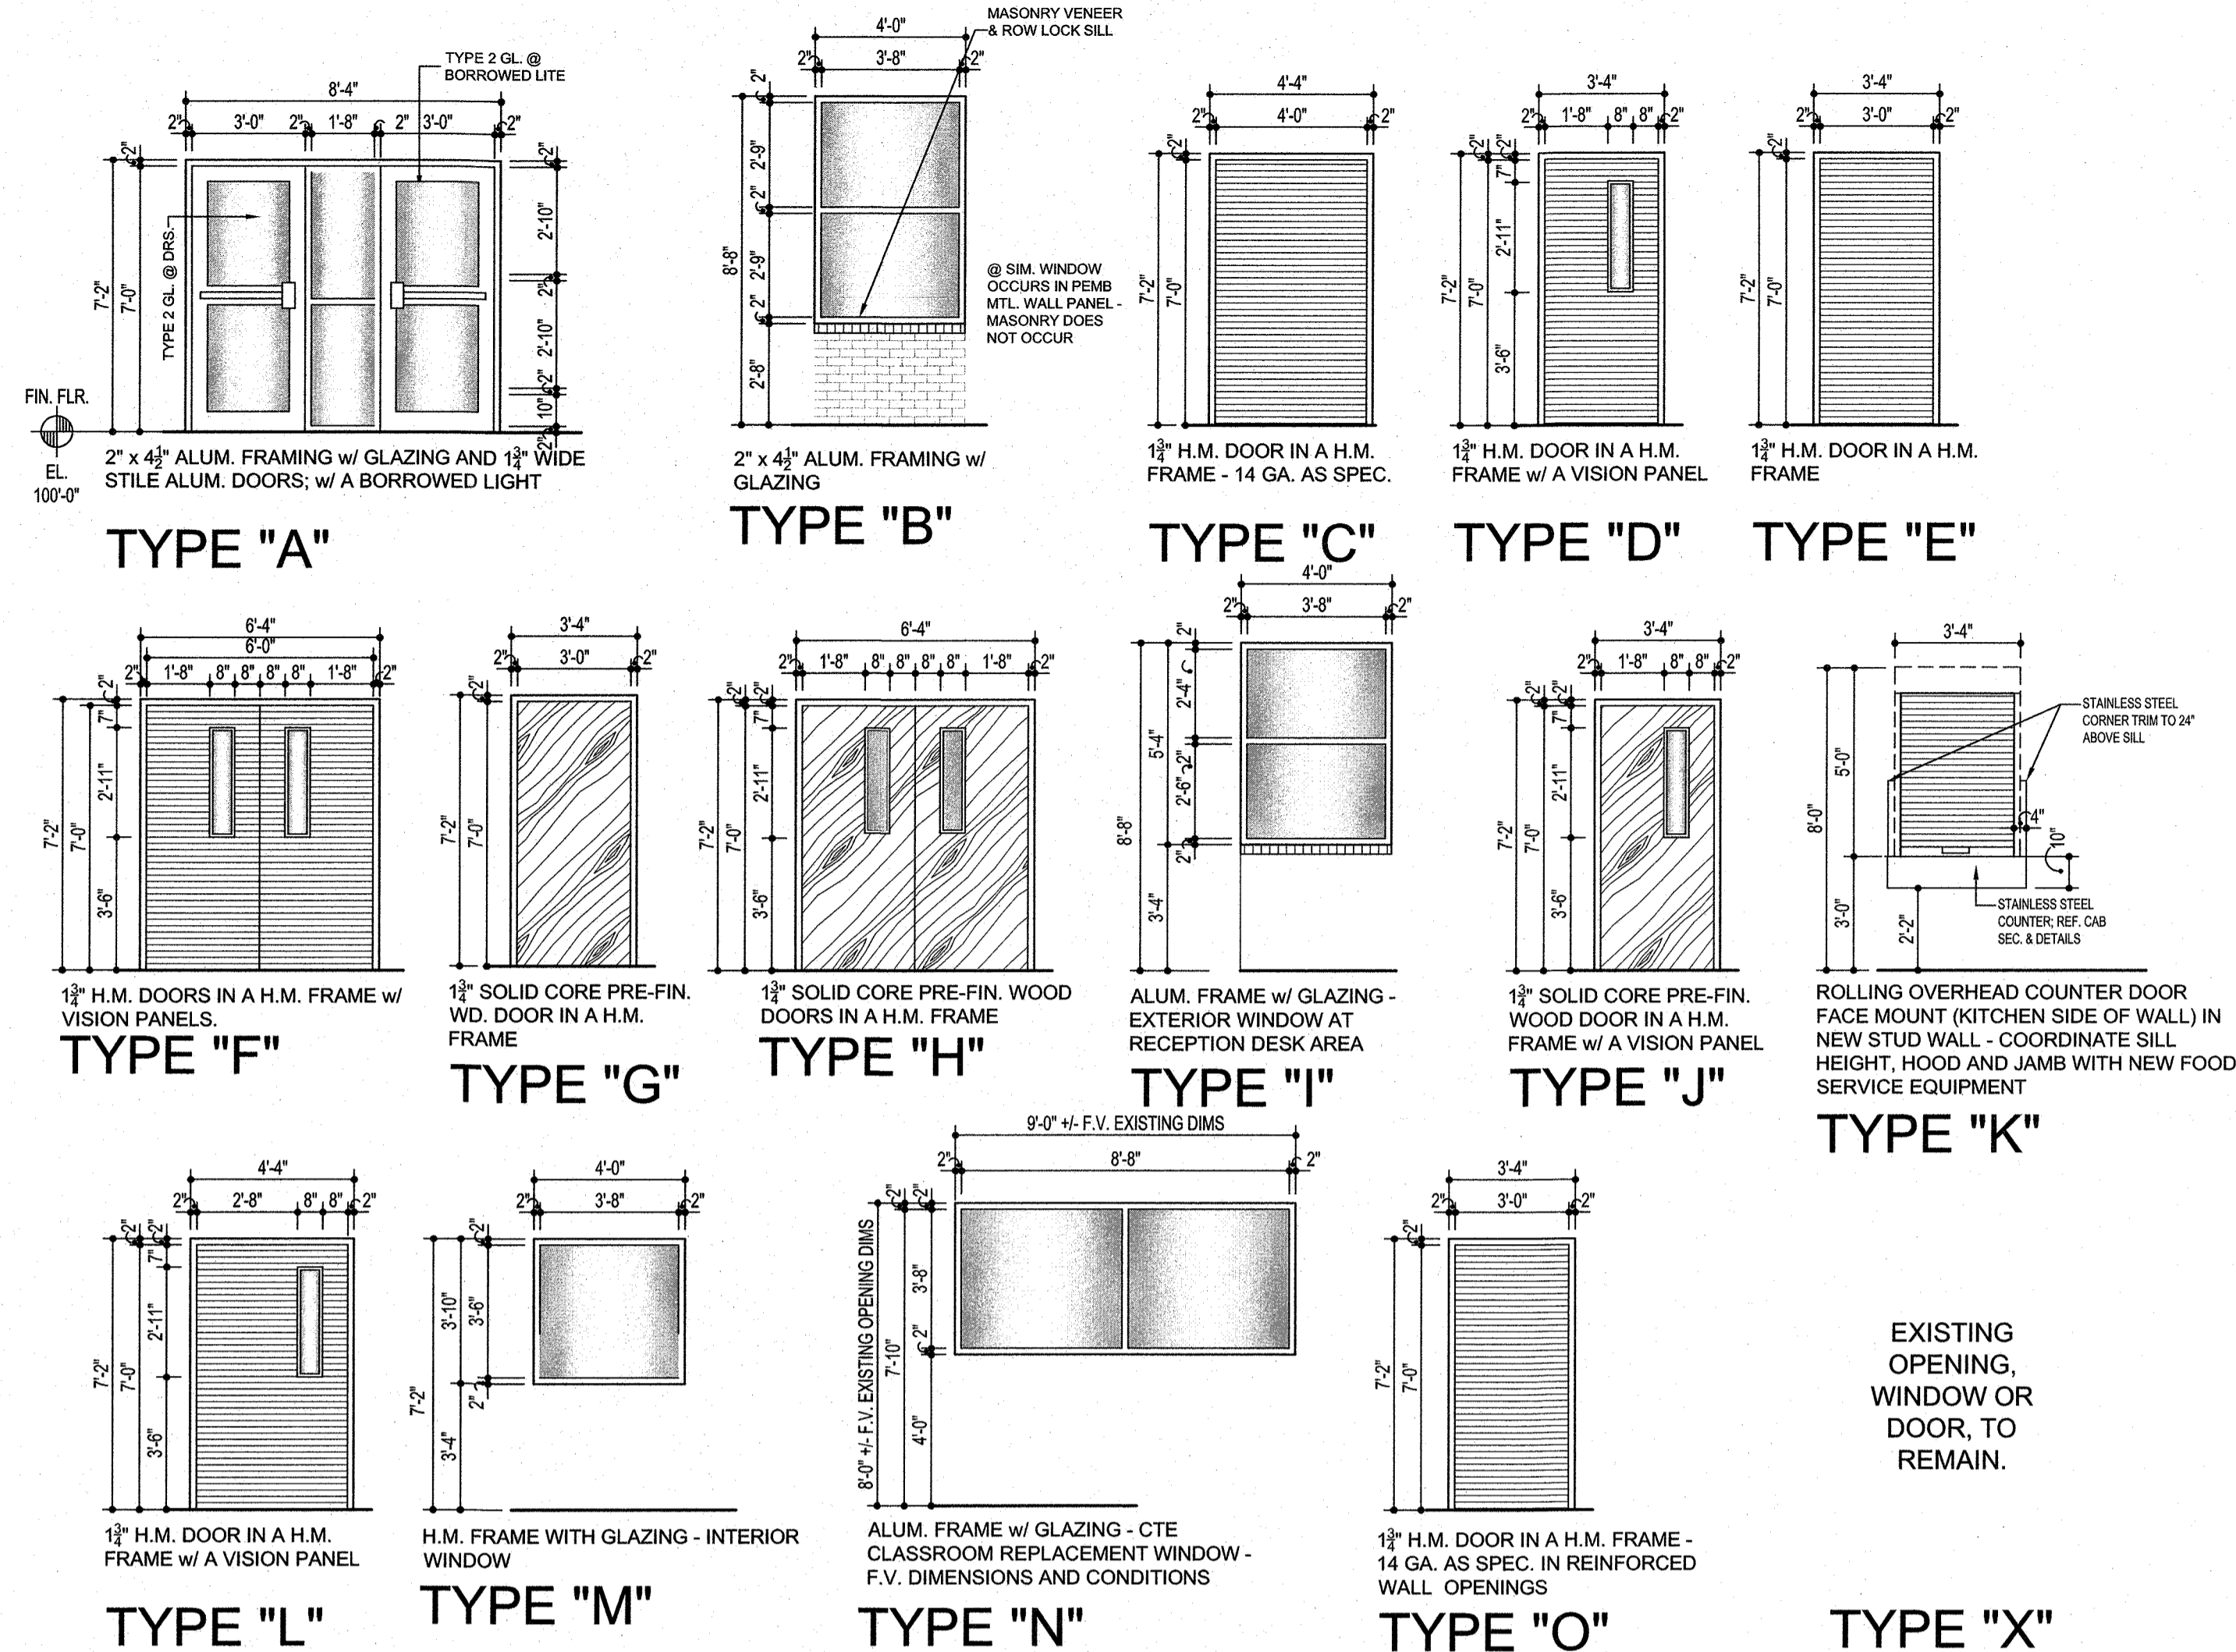 TYPE 2 GL. @
BORROWED LITE
8'-4"
2" 3'-0" 2" 1'-8" 2" 3'-0" 2"
2"
7'-2"
7'-0"
TYPE 2 GL. @ DRS.
2"
2'-10"
2"
2'-10"
2"
10"
2"
FIN. FLR.
EL.
100'-0"
2" x 4½" ALUM. FRAMING w/ GLAZING AND 1¾" WIDE
STILE ALUM. DOORS; w/ A BORROWED LIGHT
TYPE "A"
MASONRY VENEER
& ROW LOCK SILL
4'-0"
2" 3'-8" 2"
8'-8"
2"
2'-9"
2"
2'-9"
2"
2'-8"
@ SIM. WINDOW
OCCURS IN PEMB
MTL. WALL PANEL -
MASONRY DOES
NOT OCCUR
2" x 4½" ALUM. FRAMING w/
GLAZING
TYPE "B"
4'-4"
2" 4'-0" 2"
2"
7'-2"
7'-0"
1¾" H.M. DOOR IN A H.M.
FRAME - 14 GA. AS SPEC.
TYPE "C"
3'-4"
2" 1'-8" 8" 8" 2"
2" 2"
7"
7'-2"
7'-0"
2'-11"
3'-6"
1¾" H.M. DOOR IN A H.M.
FRAME w/ A VISION PANEL
TYPE "D"
3'-4"
2" 3'-0" 2"
2"
7'-2"
7'-0"
1¾" H.M. DOOR IN A H.M.
FRAME
TYPE "E"
6'-4"
6'-0"
2" 1'-8" 8" 8" 8" 8" 1'-8" 2"
2"
7"
7'-2"
7'-0"
2'-11"
3'-6"
1¾" H.M. DOORS IN A H.M. FRAME w/
VISION PANELS.
TYPE "F"
3'-4"
2" 3'-0" 2"
2"
7'-2"
7'-0"
1¾" SOLID CORE PRE-FIN.
WD. DOOR IN A H.M.
FRAME
TYPE "G"
6'-4"
2" 1'-8" 8" 8" 8" 8" 1'-8" 2"
2" 2"
7"
7'-2"
7'-0"
2'-11"
3'-6"
1¾" SOLID CORE PRE-FIN. WOOD
DOORS IN A H.M. FRAME
TYPE "H"
4'-0"
2" 3'-8" 2"
8'-8"
5'-4"
3'-4"
2"
2'-4"
2"
2'-6"
2"
ALUM. FRAME w/ GLAZING -
EXTERIOR WINDOW AT
RECEPTION DESK AREA
TYPE "I"
3'-4"
2" 1'-8" 8" 8" 2"
2" 2"
7"
7'-2"
7'-0"
2'-11"
3'-6"
1¾" SOLID CORE PRE-FIN.
WOOD DOOR IN A H.M.
FRAME w/ A VISION PANEL
TYPE "J"
3'-4"
8'-0"
5'-0"
3'-0"
2'-2"
4"
10"
STAINLESS STEEL
CORNER TRIM TO 24"
ABOVE SILL
STAINLESS STEEL
COUNTER; REF. CAB
SEC. & DETAILS
ROLLING OVERHEAD COUNTER DOOR
FACE MOUNT (KITCHEN SIDE OF WALL) IN
NEW STUD WALL - COORDINATE SILL
HEIGHT, HOOD AND JAMB WITH NEW FOOD
SERVICE EQUIPMENT
TYPE "K"
4'-4"
2" 2'-8" 8" 8" 2"
2" 2"
7"
7'-2"
7'-0"
2'-11"
3'-6"
1¾" H.M. DOOR IN A H.M.
FRAME w/ A VISION PANEL
TYPE "L"
4'-0"
2" 3'-8" 2"
2"
7'-2"
3'-10"
3'-6"
2"
3'-4"
H.M. FRAME WITH GLAZING - INTERIOR
WINDOW
TYPE "M"
9'-0" +/- F.V. EXISTING DIMS
2" 8'-8" 2"
2" 2"
8'-0" +/- F.V. EXISTING OPENING DIMS
7'-10"
3'-8"
2"
4'-0"
ALUM. FRAME w/ GLAZING - CTE
CLASSROOM REPLACEMENT WINDOW -
F.V. DIMENSIONS AND CONDITIONS
TYPE "N"
3'-4"
2" 3'-0" 2"
2"
7'-2"
7'-0"
1¾" H.M. DOOR IN A H.M. FRAME -
14 GA. AS SPEC. IN REINFORCED
WALL OPENINGS
TYPE "O"
EXISTING
OPENING,
WINDOW OR
DOOR, TO
REMAIN.
TYPE "X"